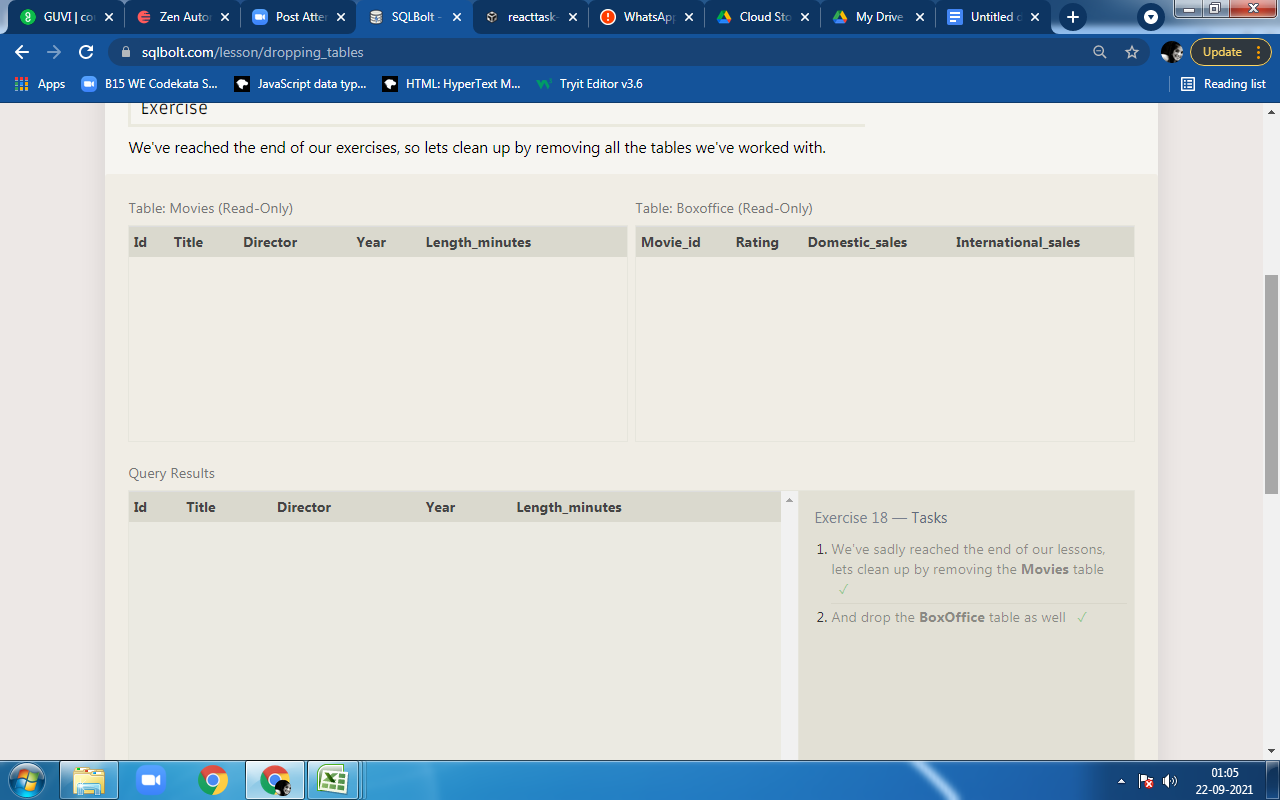 GUVI | co
Zen Auto
Post Atter
SQLBolt -
reacttask-
WhatsApp
Cloud Sto
My Drive
Untitled d
sqlbolt.com/lesson/dropping_tables
Update
Apps
B15 WE Codekata S...
JavaScript data typ...
HTML: HyperText M...
Tryit Editor v3.6
Reading list
Exercise
We've reached the end of our exercises, so lets clean up by removing all the tables we've worked with.
Table: Movies (Read-Only)
Id Title Director Year Length_minutes
Table: Boxoffice (Read-Only)
Movie_id Rating Domestic_sales International_sales
Query Results
Id Title Director Year Length_minutes
Exercise 18 — Tasks
1. We've sadly reached the end of our lessons,
lets clean up by removing the Movies table
✓
2. And drop the BoxOffice table as well ✓
01:05
22-09-2021